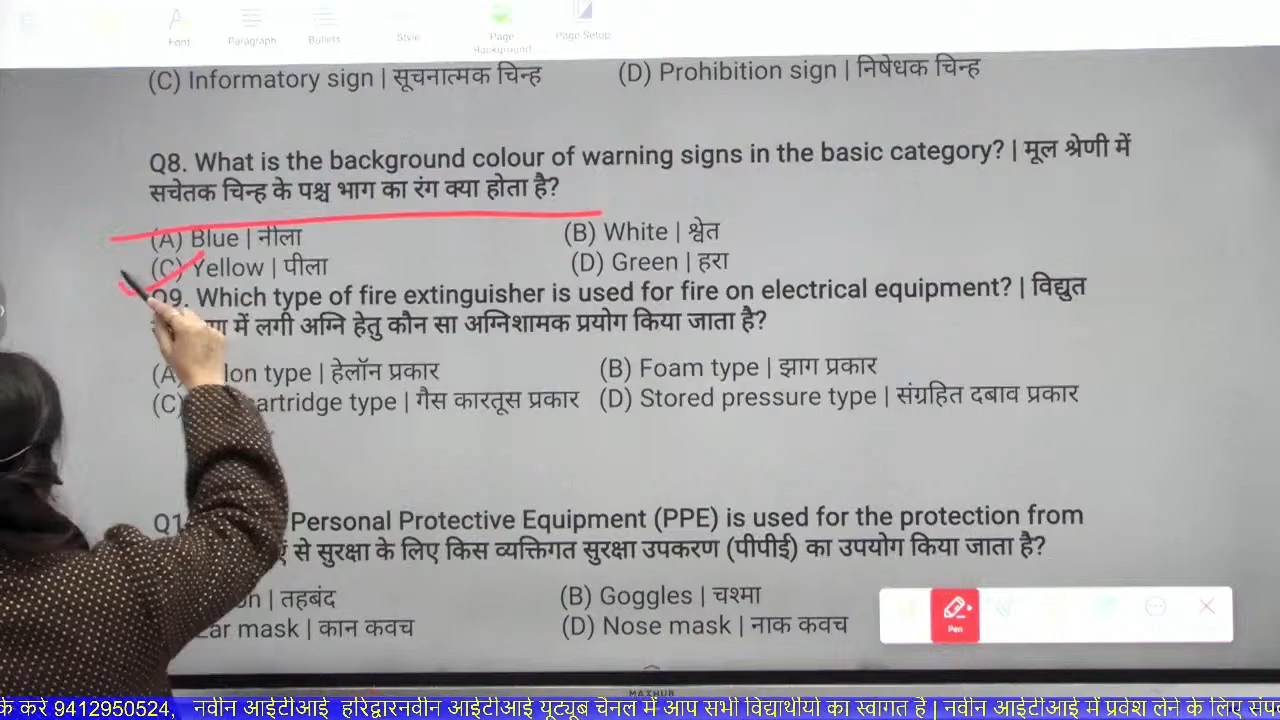 Font
Paragraph
Bullets
Style
Page Background
Page Setup
(C) Informatory sign | सूचनात्मक चिन्ह (D) Prohibition sign | निषेधक चिन्ह
Q8. What is the background colour of warning signs in the basic category? | मूल श्रेणी में
सचेतक चिन्ह के पश्च भाग का रंग क्या होता है?
(A) Blue | नीला (B) White | श्वेत
(C) Yellow | पीला (D) Green | हरा
Q9. Which type of fire extinguisher is used for fire on electrical equipment? | विद्युत
में लगी अग्नि हेतु कौन सा अग्निशामक प्रयोग किया जाता है?
(A lon type | हेलॉन प्रकार (B) Foam type | झाग प्रकार
(C) artridge type | गैस कारतूस प्रकार (D) Stored pressure type | संग्रहित दबाव प्रकार
Q1 Personal Protective Equipment (PPE) is used for the protection from
से सुरक्षा के लिए किस व्यक्तिगत सुरक्षा उपकरण (पीपीई) का उपयोग किया जाता है?
on | तहबंद (B) Goggles | चश्मा
Ear mask | कान कवच (D) Nose mask | नाक कवच
Pen
MAXHUB
र्क करे 9412950524, नवीन आईटीआई हरिद्वारनवीन आईटीआई यूट्यूब चैनल में आप सभी विद्यार्थीयो का स्वागत है | नवीन आईटीआई में प्रवेश लेने के लिए संप